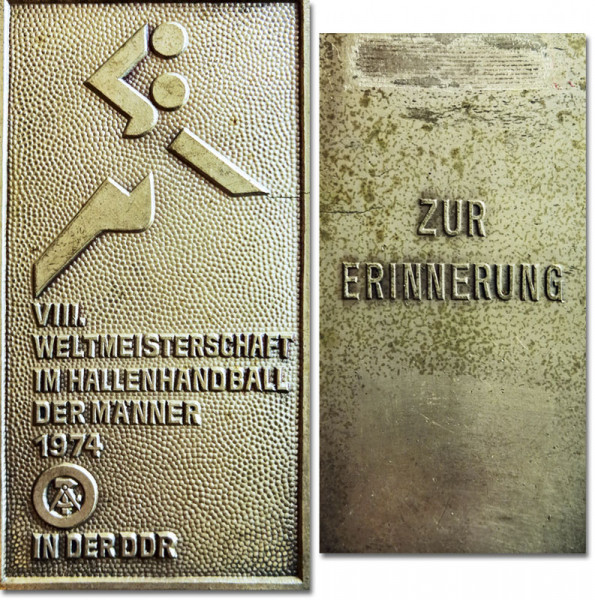 VIII.
WELTMEISTERSCHAFT
IM HALLENHANDBALL
DER MÄNNER
1974
IN DER DDR
ZUR
ERINNERUNG